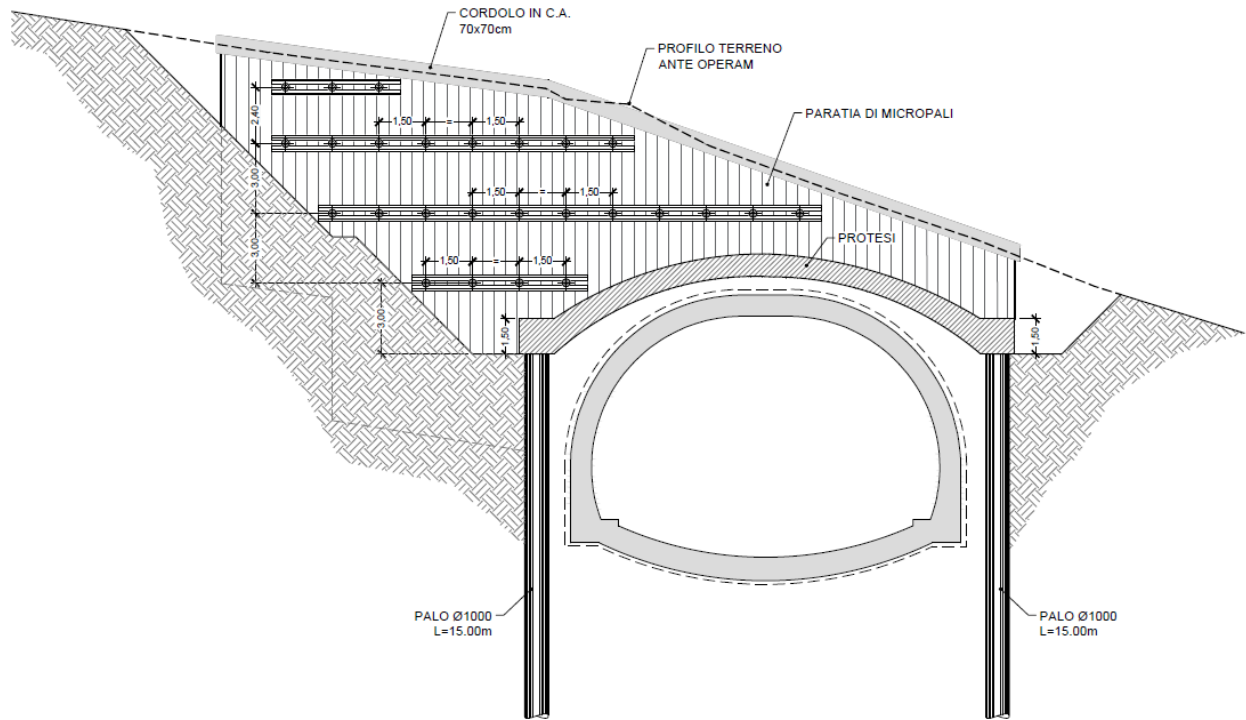 CORDOLO IN C.A.
70x70cm
PROFILO TERRENO
ANTE OPERAM
PARATIA DI MICROPALI
2,40
1,50 = 1,50
3,00
1,50 = 1,50
3,00
1,50 = 1,50
PROTESI
3,00
1,50
1,50
PALO Ø1000
L=15.00m
PALO Ø1000
L=15.00m